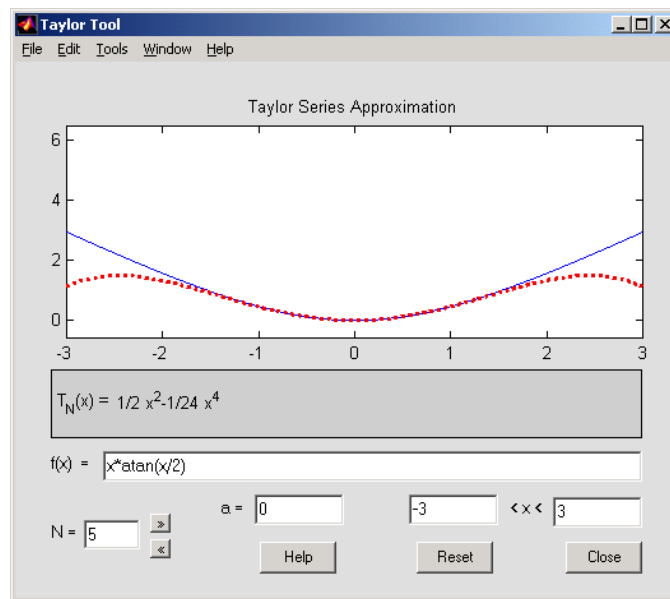 Taylor Tool
File Edit Tools Window Help
Taylor Series Approximation
6
4
2
0
-3 -2 -1 0 1 2 3
T_N(x) = 1/2 x^2-1/24 x^4
f(x) = x*atan(x/2)
N = 5 » « a = 0 -3 < x < 3
Help Reset Close